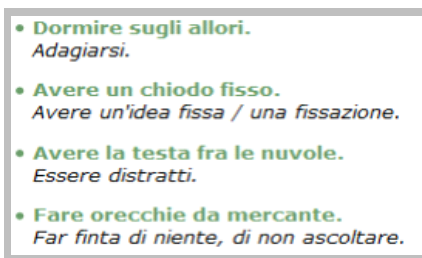 • Dormire sugli allori.
Adagiarsi.
• Avere un chiodo fisso.
Avere un'idea fissa / una fissazione.
• Avere la testa fra le nuvole.
Essere distratti.
• Fare orecchie da mercante.
Far finta di niente, di non ascoltare.